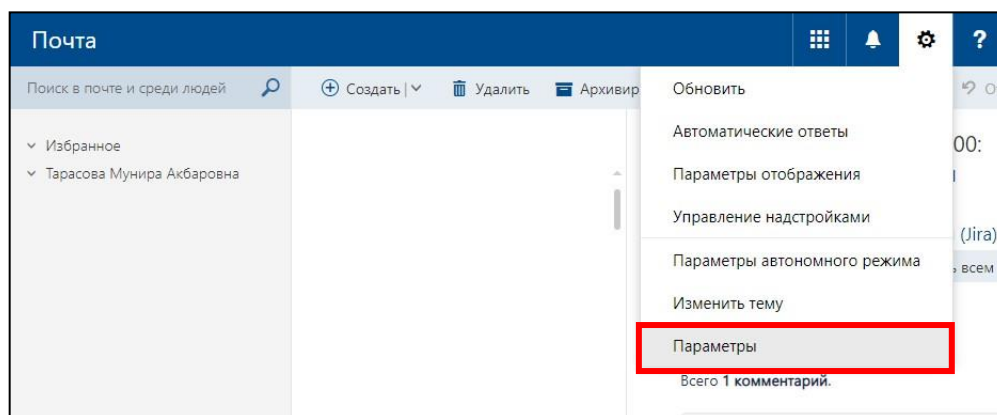 Почта
?
Поиск в почте и среди людей
Создать
Удалить
Архивир
Избранное
Тарасова Мунира Акбаровна
Обновить
Автоматические ответы
Параметры отображения
Управление надстройками
Параметры автономного режима
Изменить тему
Параметры
00:
(Jira)
ь всем
Всего 1 комментарий.